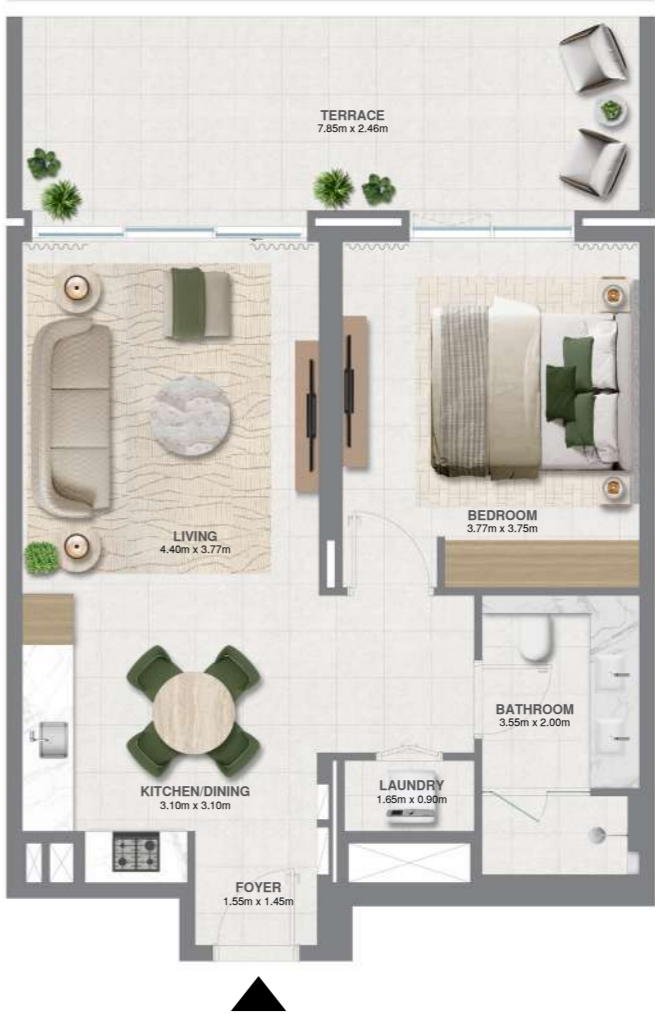 TERRACE
7.85m x 2.46m
LIVING
4.40m x 3.77m
BEDROOM
3.77m x 3.75m
BATHROOM
3.55m x 2.00m
KITCHEN/DINING
3.10m x 3.10m
LAUNDRY
1.65m x 0.90m
FOYER
1.55m x 1.45m